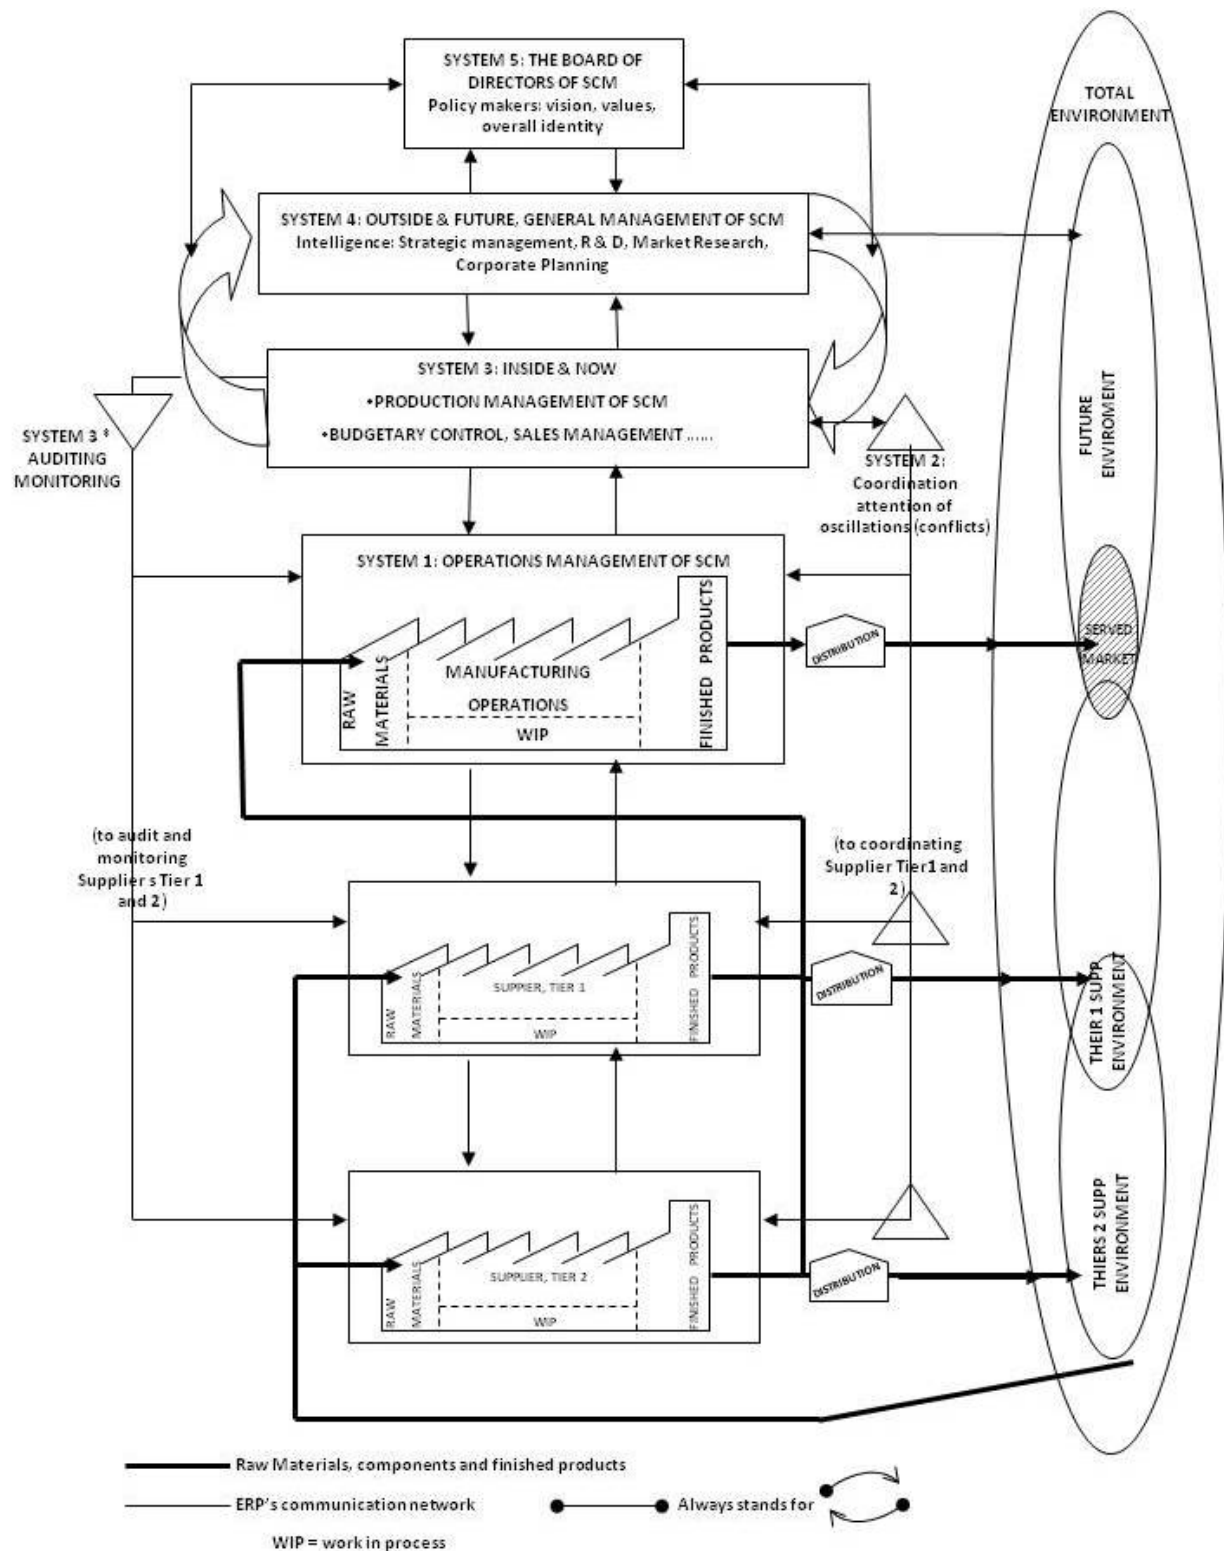 SYSTEM 5: THE BOARD OF
DIRECTORS OF SCM
Policy makers: vision, values,
overall identity
TOTAL
ENVIRONMENT
SYSTEM 4: OUTSIDE & FUTURE, GENERAL MANAGEMENT OF SCM
Intelligence: Strategic management, R & D, Market Research,
Corporate Planning
SYSTEM 3: INSIDE & NOW
•PRODUCTION MANAGEMENT OF SCM
•BUDGETARY CONTROL, SALES MANAGEMENT ......
SYSTEM 3 *
AUDITING
MONITORING
SYSTEM 2:
Coordination
attention of
oscillations (conflicts)
FUTURE
ENVIROMENT
SYSTEM 1: OPERATIONS MANAGEMENT OF SCM
RAW
MATERIALS
MANUFACTURING
OPERATIONS
WIP
FINISHED PRODUCTS
DISTRIBUTION
SERVED
MARKET
(to audit and
monitoring
Supplier s Tier 1
and 2)
(to coordinating
Supplier Tier1 and
2)
RAW
MATERIALS
SUPPIER, TIER 1
WIP
FINISHED PRODUCTS
DISTRIBUTION
THEIR 1 SUPP
ENVIRONMENT
RAW
MATERIALS
SUPPLIER, TIER 2
WIP
FINISHED PRODUCTS
DISTRIBUTION
THIERS 2 SUPP
ENVIRONMENT
Raw Materials, components and finished products
ERP's communication network
Always stands for
WIP = work in process